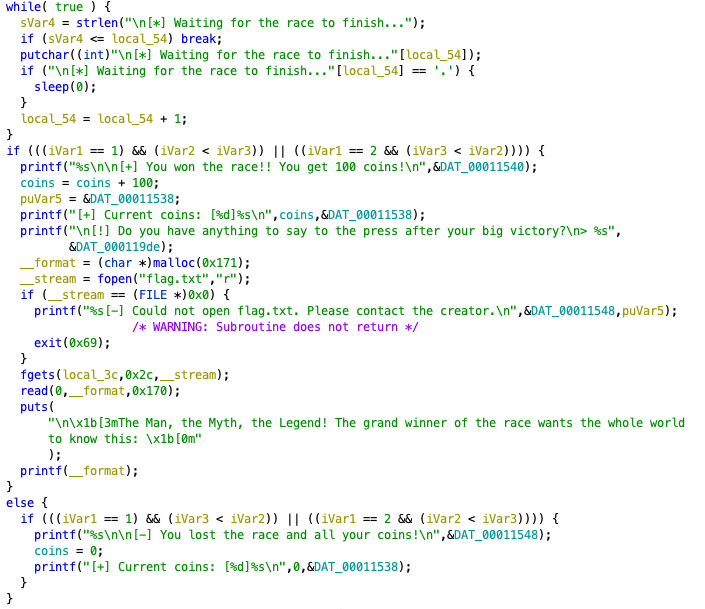 while( true ) {
sVar4 = strlen("\n[*] Waiting for the race to finish...");
if (sVar4 <= local_54) break;
putchar((int)"\n[*] Waiting for the race to finish..."[local_54]);
if ("\n[*] Waiting for the race to finish..."[local_54] == '.') {
sleep(0);
}
local_54 = local_54 + 1;
}
if (((iVar1 == 1) && (iVar2 < iVar3)) || ((iVar1 == 2 && (iVar3 < iVar2)))) {
printf("%s\n\n[+] You won the race!! You get 100 coins!\n",&DAT_00011540);
coins = coins + 100;
puVar5 = &DAT_00011538;
printf("[+] Current coins: [%d]%s\n",coins,&DAT_00011538);
printf("\n[!] Do you have anything to say to the press after your big victory?\n> %s",
&DAT_000119de);
__format = (char *)malloc(0x171);
__stream = fopen("flag.txt","r");
if (__stream == (FILE *)0x0) {
printf("%s[-] Could not open flag.txt. Please contact the creator.\n",&DAT_00011548,puVar5);
/* WARNING: Subroutine does not return */
exit(0x69);
}
fgets(local_3c,0x2c,__stream);
read(0,__format,0x170);
puts(
"\n\x1b[3mThe Man, the Myth, the Legend! The grand winner of the race wants the whole world
to know this: \x1b[0m"
);
printf(__format);
}
else {
if (((iVar1 == 1) && (iVar3 < iVar2)) || ((iVar1 == 2 && (iVar2 < iVar3)))) {
printf("%s\n\n[-] You lost the race and all your coins!\n",&DAT_00011548);
coins = 0;
printf("[+] Current coins: [%d]%s\n",0,&DAT_00011538);
}
}